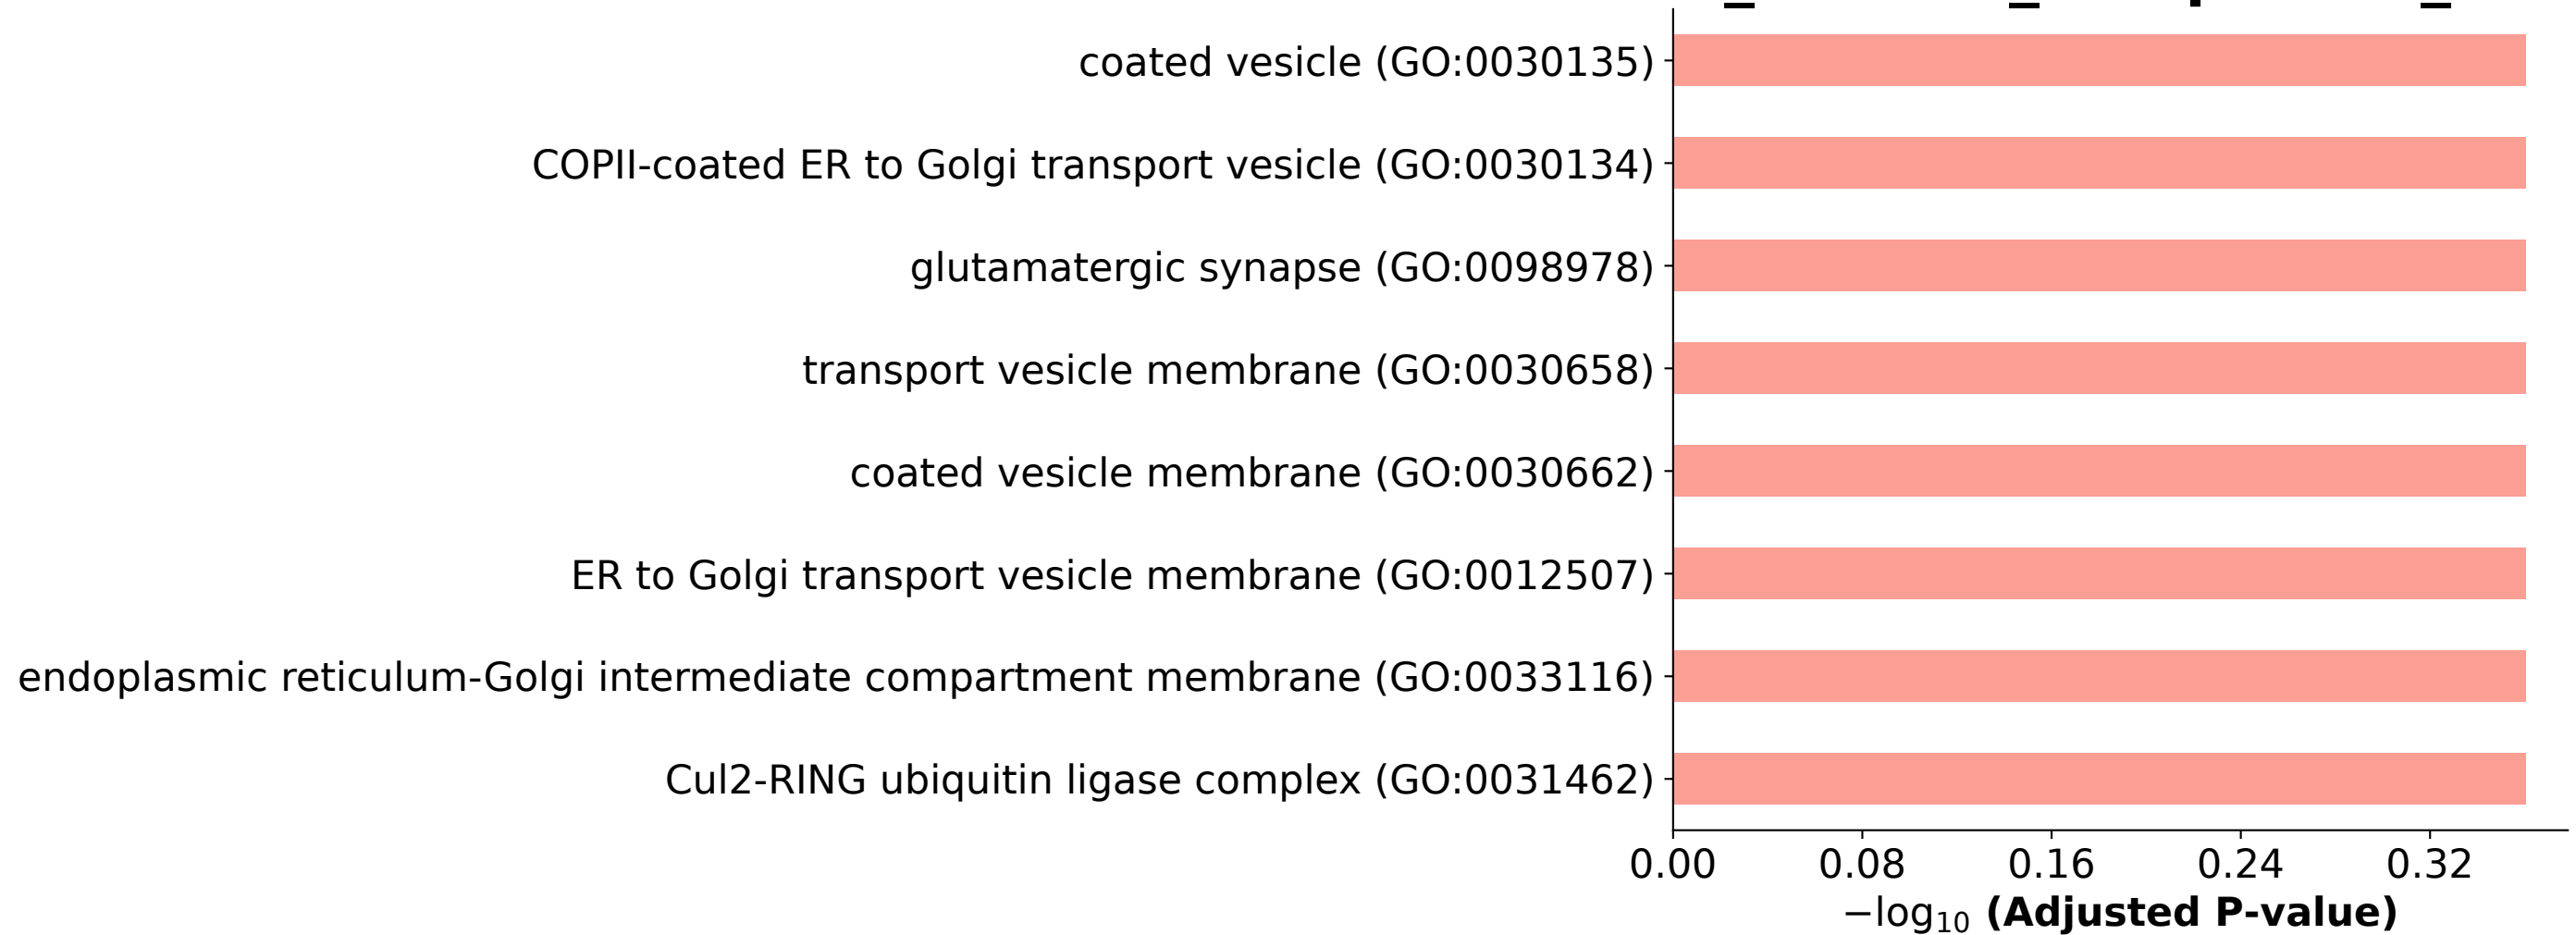 coated vesicle (GO:0030135)
COPII-coated ER to Golgi transport vesicle (GO:0030134)
glutamatergic synapse (GO:0098978)
transport vesicle membrane (GO:0030658)
coated vesicle membrane (GO:0030662)
ER to Golgi transport vesicle membrane (GO:0012507)
endoplasmic reticulum-Golgi intermediate compartment membrane (GO:0033116)
Cul2-RING ubiquitin ligase complex (GO:0031462)
0.00 0.08 0.16 0.24 0.32
−log₁₀ (Adjusted P-value)